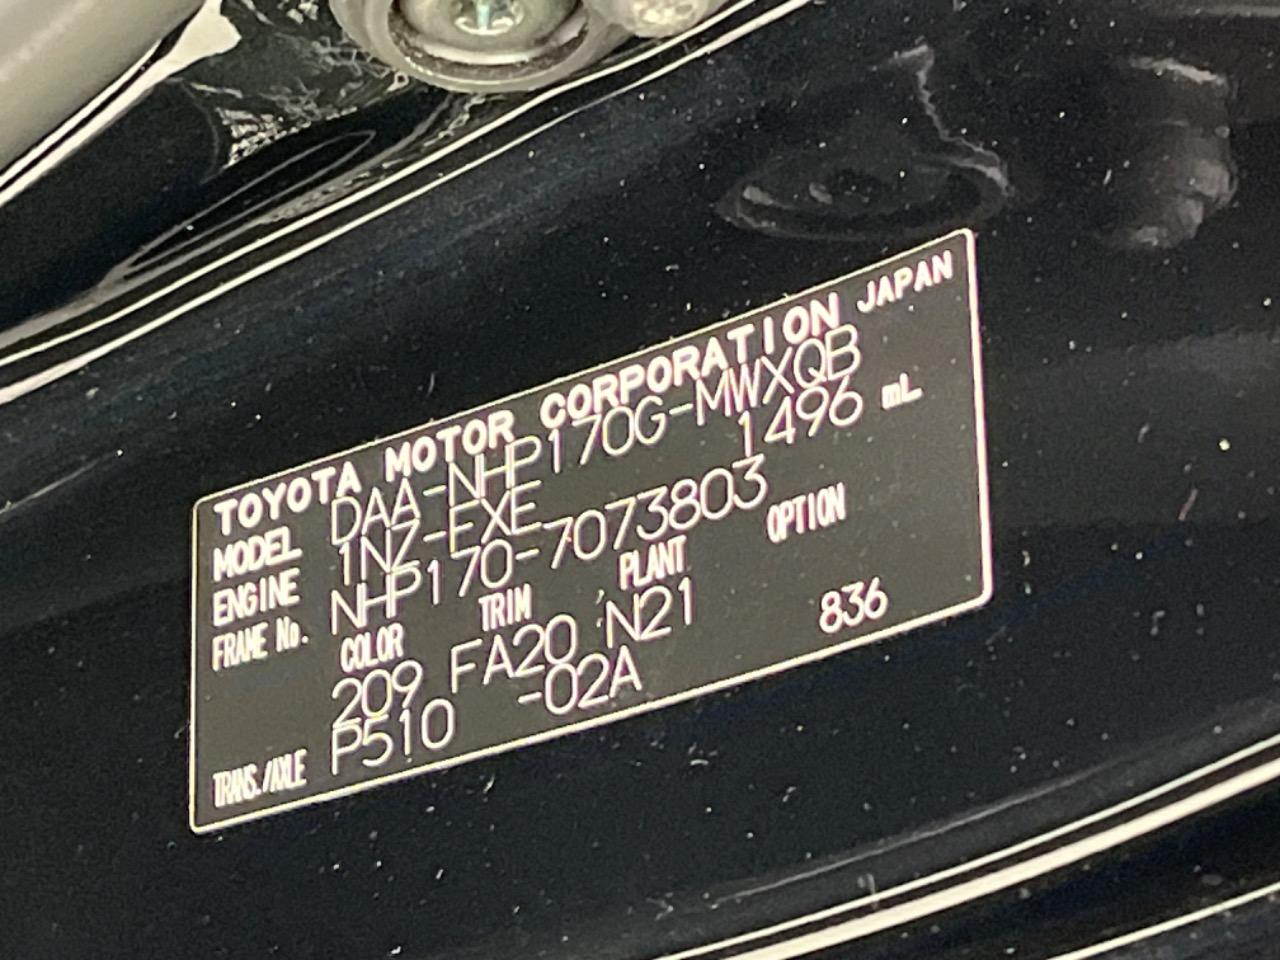 TOYOTA MOTOR CORPORATION JAPAN
MODEL DAA-NHP170G-MWXQB
ENGINE 1NZ-FXE 1496 mL
FRAME No. NHP170-7073803
COLOR TRIM PLANT OPTION
209 FA20 N21 836
TRANS./AXLE P510 -02A